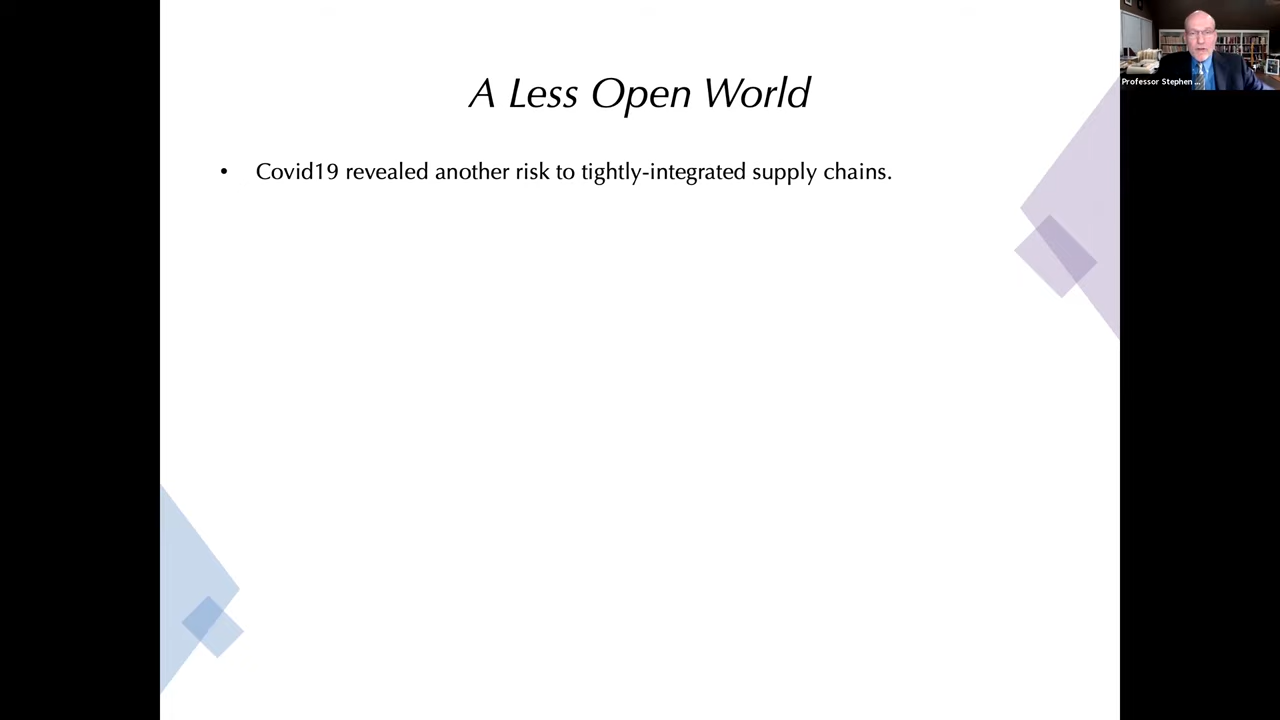 Professor Stephen ...
A Less Open World
• Covid19 revealed another risk to tightly-integrated supply chains.